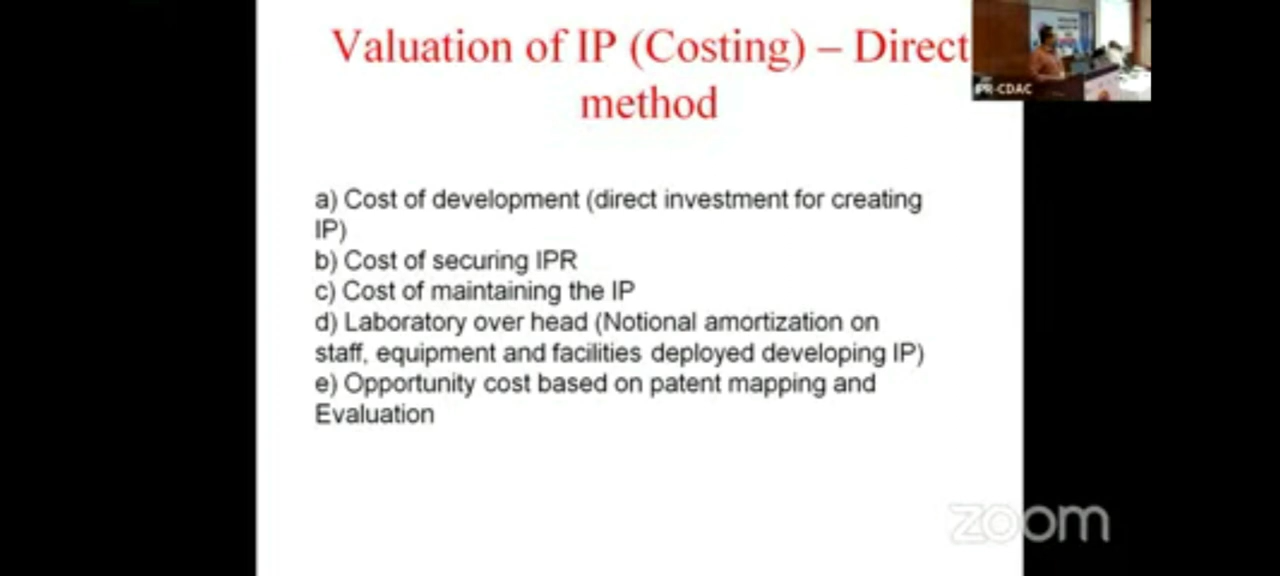 Valuation of IP (Costing) – Direct
method
IPR-CDAC
a) Cost of development (direct investment for creating
IP)
b) Cost of securing IPR
c) Cost of maintaining the IP
d) Laboratory over head (Notional amortization on
staff, equipment and facilities deployed developing IP)
e) Opportunity cost based on patent mapping and
Evaluation
zoom